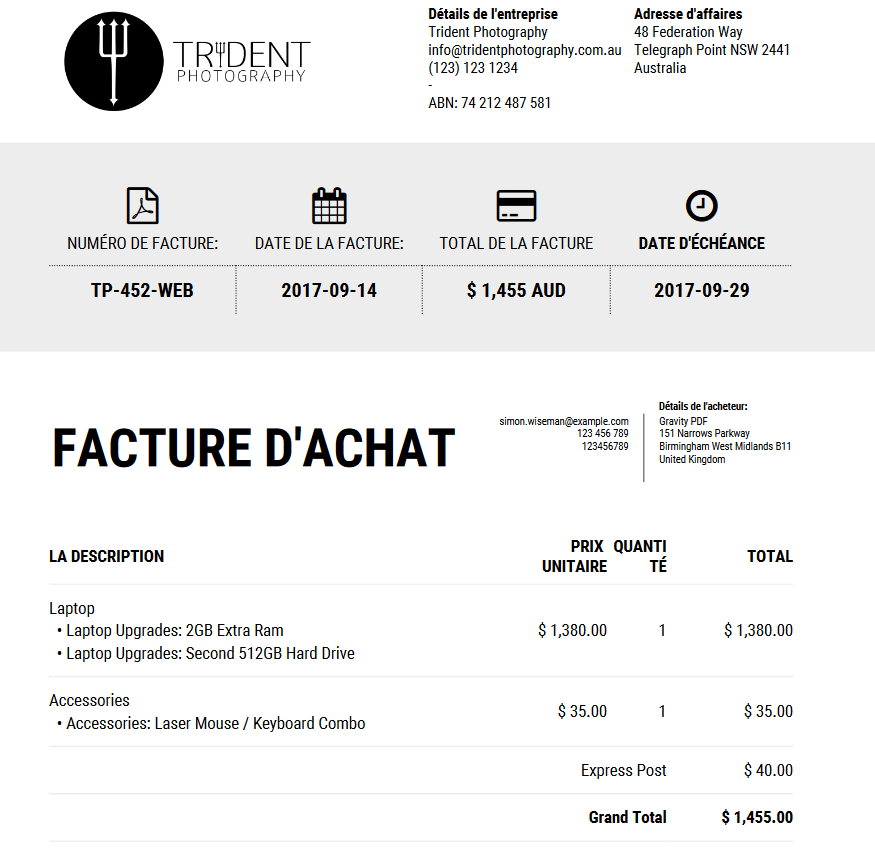 TRIDENT
PHOTOGRAPHY
Détails de l'entreprise
Trident Photography
info@tridentphotography.com.au
(123) 123 1234
-
ABN: 74 212 487 581
Adresse d'affaires
48 Federation Way
Telegraph Point NSW 2441
Australia
NUMÉRO DE FACTURE:
TP-452-WEB
DATE DE LA FACTURE:
2017-09-14
TOTAL DE LA FACTURE
$ 1,455 AUD
DATE D'ÉCHÉANCE
2017-09-29
FACTURE D'ACHAT
simon.wiseman@example.com
123 456 789
123456789
Détails de l'acheteur:
Gravity PDF
151 Narrows Parkway
Birmingham West Midlands B11
United Kingdom
LA DESCRIPTION
PRIX
UNITAIRE
QUANTI
TÉ
TOTAL
Laptop
• Laptop Upgrades: 2GB Extra Ram
• Laptop Upgrades: Second 512GB Hard Drive
$ 1,380.00 1 $ 1,380.00
Accessories
• Accessories: Laser Mouse / Keyboard Combo
$ 35.00 1 $ 35.00
Express Post $ 40.00
Grand Total $ 1,455.00